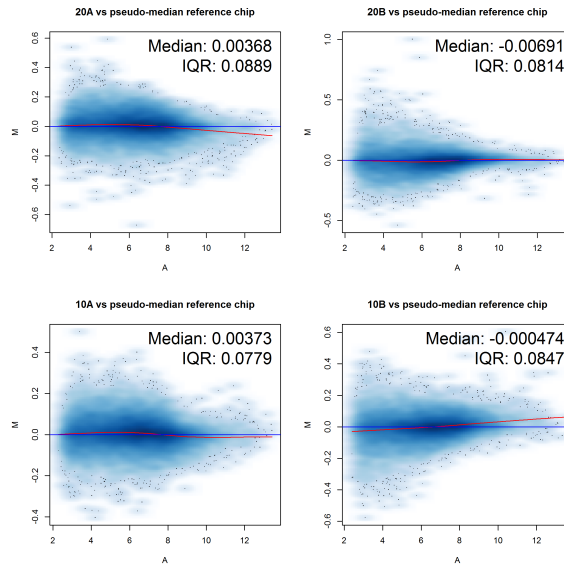 20A vs pseudo-median reference chip
Median: 0.00368
IQR: 0.0889
M
0.6
0.4
0.2
0.0
-0.2
-0.4
-0.6
2 4 6 8 10 12
A
20B vs pseudo-median reference chip
Median: -0.00691
IQR: 0.0814
M
1.0
0.5
0.0
-0.5
2 4 6 8 10 12
A
10A vs pseudo-median reference chip
Median: 0.00373
IQR: 0.0779
M
0.4
0.2
0.0
-0.2
-0.4
2 4 6 8 10 12
A
10B vs pseudo-median reference chip
Median: -0.000474
IQR: 0.0847
M
0.6
0.4
0.2
0.0
-0.2
-0.4
-0.6
2 4 6 8 10 12
A